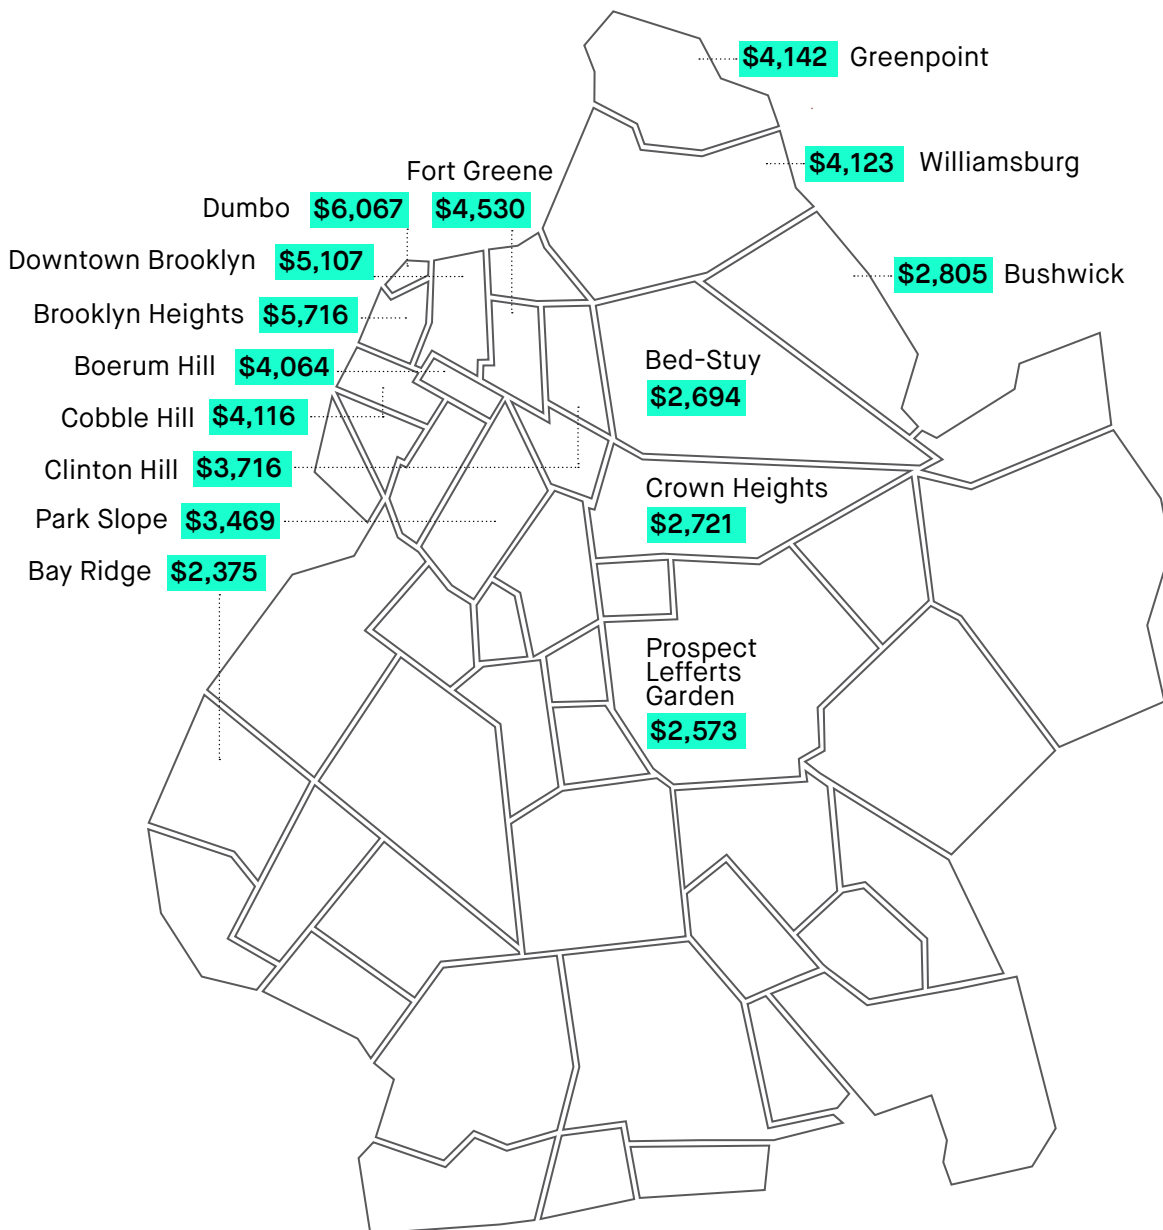 $4,142 Greenpoint
$4,123 Williamsburg
Fort Greene
$4,530
Dumbo $6,067
Downtown Brooklyn $5,107
$2,805 Bushwick
Brooklyn Heights $5,716
Boerum Hill $4,064
Bed-Stuy
$2,694
Cobble Hill $4,116
Clinton Hill $3,716
Crown Heights
$2,721
Park Slope $3,469
Bay Ridge $2,375
Prospect
Lefferts
Garden
$2,573